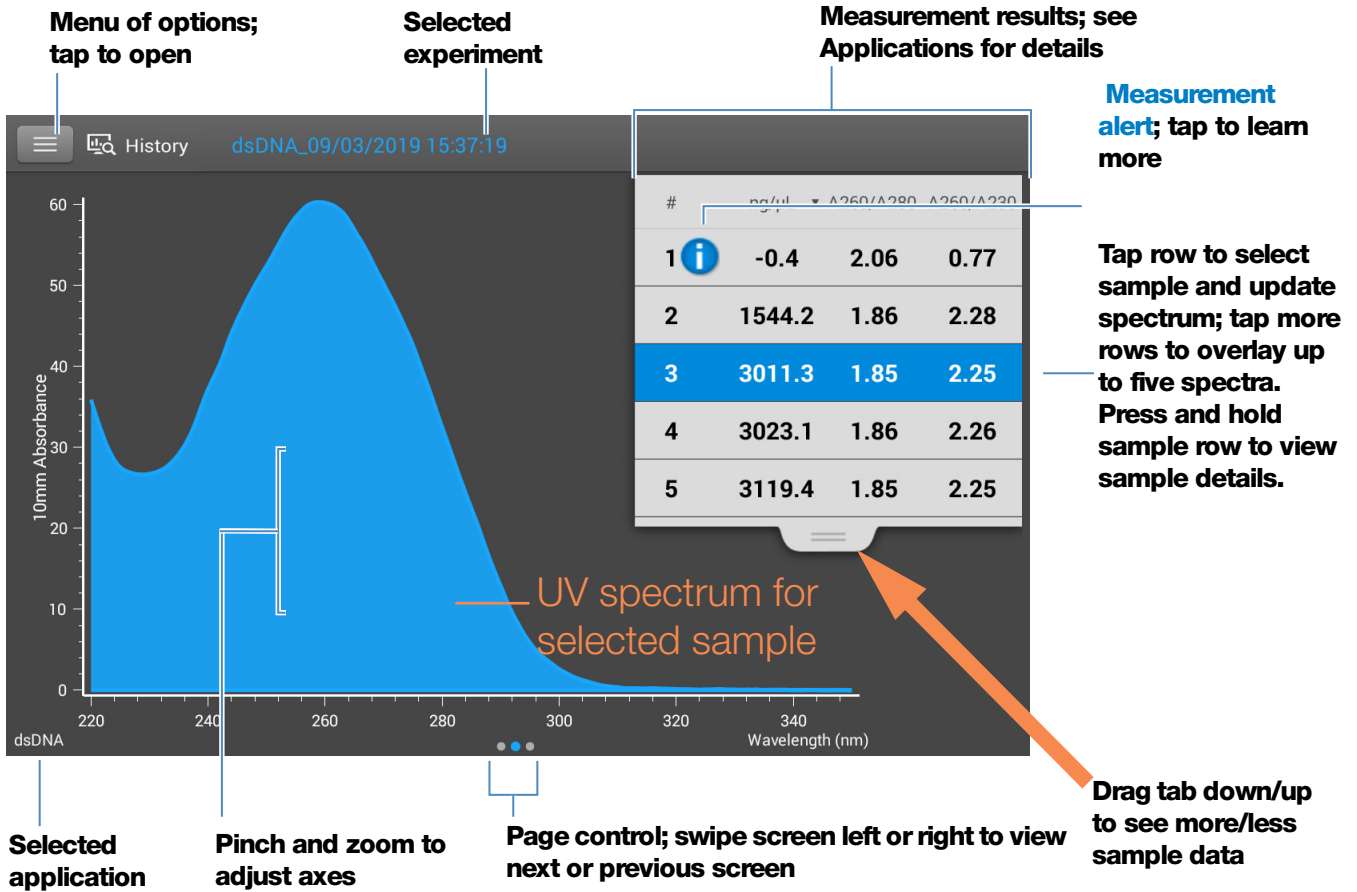 Menu of options;
tap to open
Selected
experiment
Measurement results; see
Applications for details
Measurement
alert; tap to learn
more
History
dsDNA_09/03/2019 15:37:19
# ng/µl ▼ A260/A280 A260/A230
1 i -0.4 2.06 0.77
2 1544.2 1.86 2.28
3 3011.3 1.85 2.25
4 3023.1 1.86 2.26
5 3119.4 1.85 2.25
Tap row to select
sample and update
spectrum; tap more
rows to overlay up
to five spectra.
Press and hold
sample row to view
sample details.
10mm Absorbance
60
50
40
30
20
10
0
UV spectrum for
selected sample
220 240 260 280 300 320 340
dsDNA
Wavelength (nm)
Selected
application
Pinch and zoom to
adjust axes
Page control; swipe screen left or right to view
next or previous screen
Drag tab down/up
to see more/less
sample data